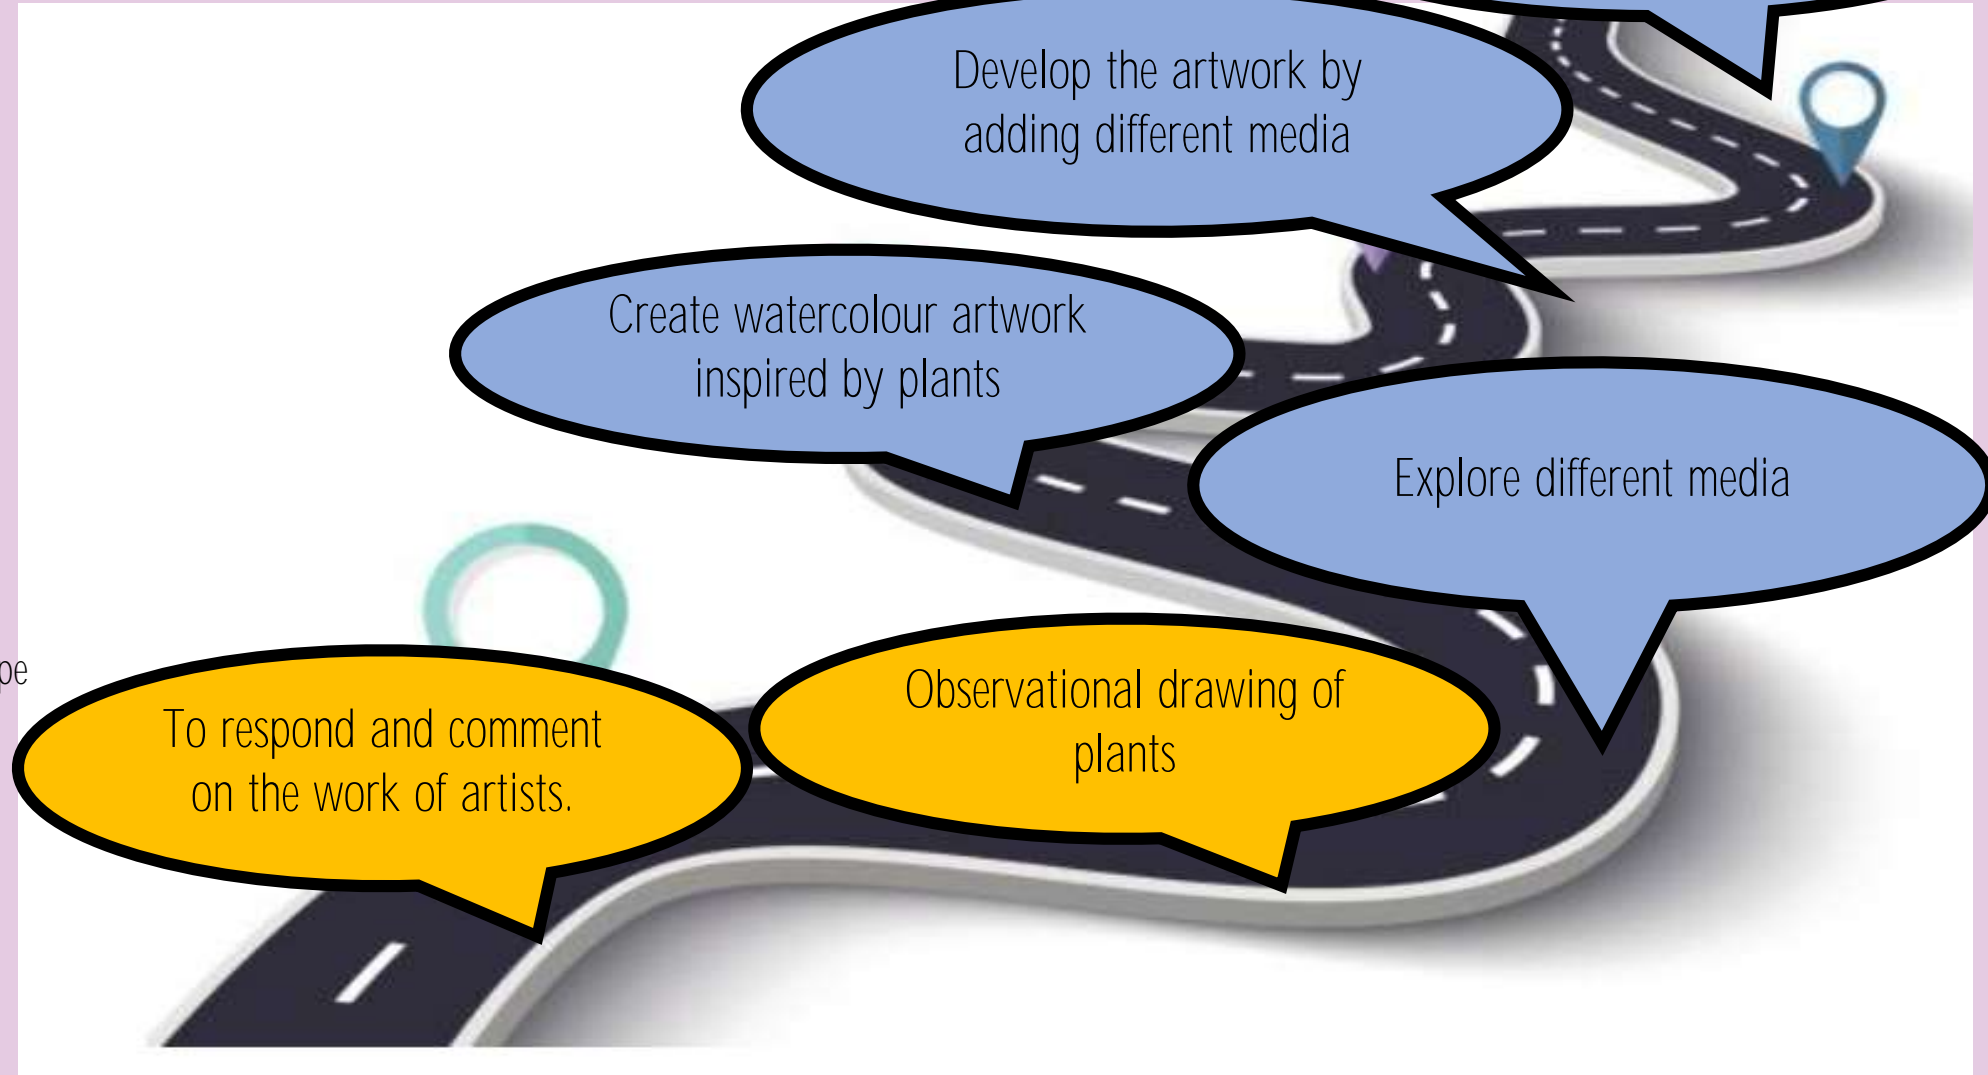 Develop the artwork by
adding different media
Create watercolour artwork
inspired by plants
Explore different media
Observational drawing of
plants
To respond and comment
on the work of artists.